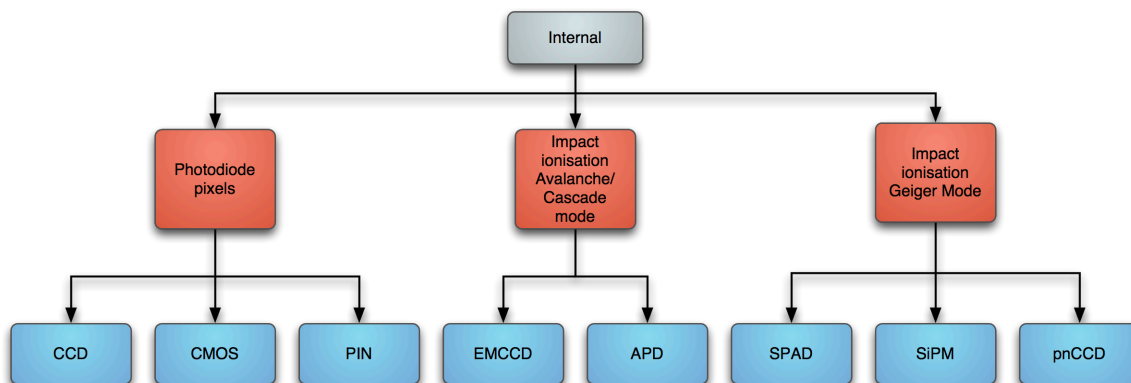 Internal
Photodiode
pixels
Impact
ionisation
Avalanche/
Cascade
mode
Impact
ionisation
Geiger Mode
CCD
CMOS
PIN
EMCCD
APD
SPAD
SiPM
pnCCD